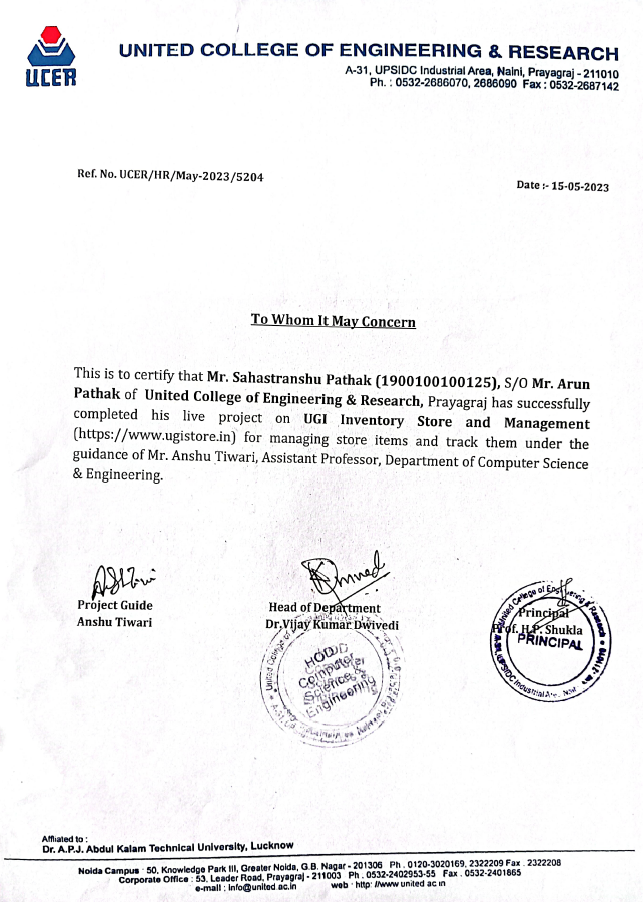 UCER
UNITED COLLEGE OF ENGINEERING & RESEARCH
A-31, UPSIDC Industrial Area, Naini, Prayagraj - 211010
Ph. : 0532-2686070, 2686090 Fax : 0532-2687142
Ref. No. UCER/HR/May-2023/5204
Date :- 15-05-2023
To Whom It May Concern
This is to certify that Mr. Sahastranshu Pathak (1900100100125), S/O Mr. Arun
Pathak of United College of Engineering & Research, Prayagraj has successfully
completed his live project on UGI Inventory Store and Management
(https://www.ugistore.in) for managing store items and track them under the
guidance of Mr. Anshu Tiwari, Assistant Professor, Department of Computer Science
& Engineering.
Project Guide
Anshu Tiwari
Head of Department
Dr.Vijay Kumar Dwivedi
HOD
Computer
Science &
Engineering
United College of
Principal
Prof. H.P. Shukla
PRINCIPAL
United College of Engineering & Research
UPSIDC Industrial Area,
Affiliated to :
Dr. A.P.J. Abdul Kalam Technical University, Lucknow
Noida Campus : 50, Knowledge Park III, Greater Noida, G.B. Nagar - 201306 Ph . 0120-3020169, 2322209 Fax . 2322208
Corporate Office : 53, Leader Road, Prayagraj - 211003 Ph . 0532-2402953-55 Fax . 0532-2401865
e-mail : info@united.ac.in web : http: //www united ac in